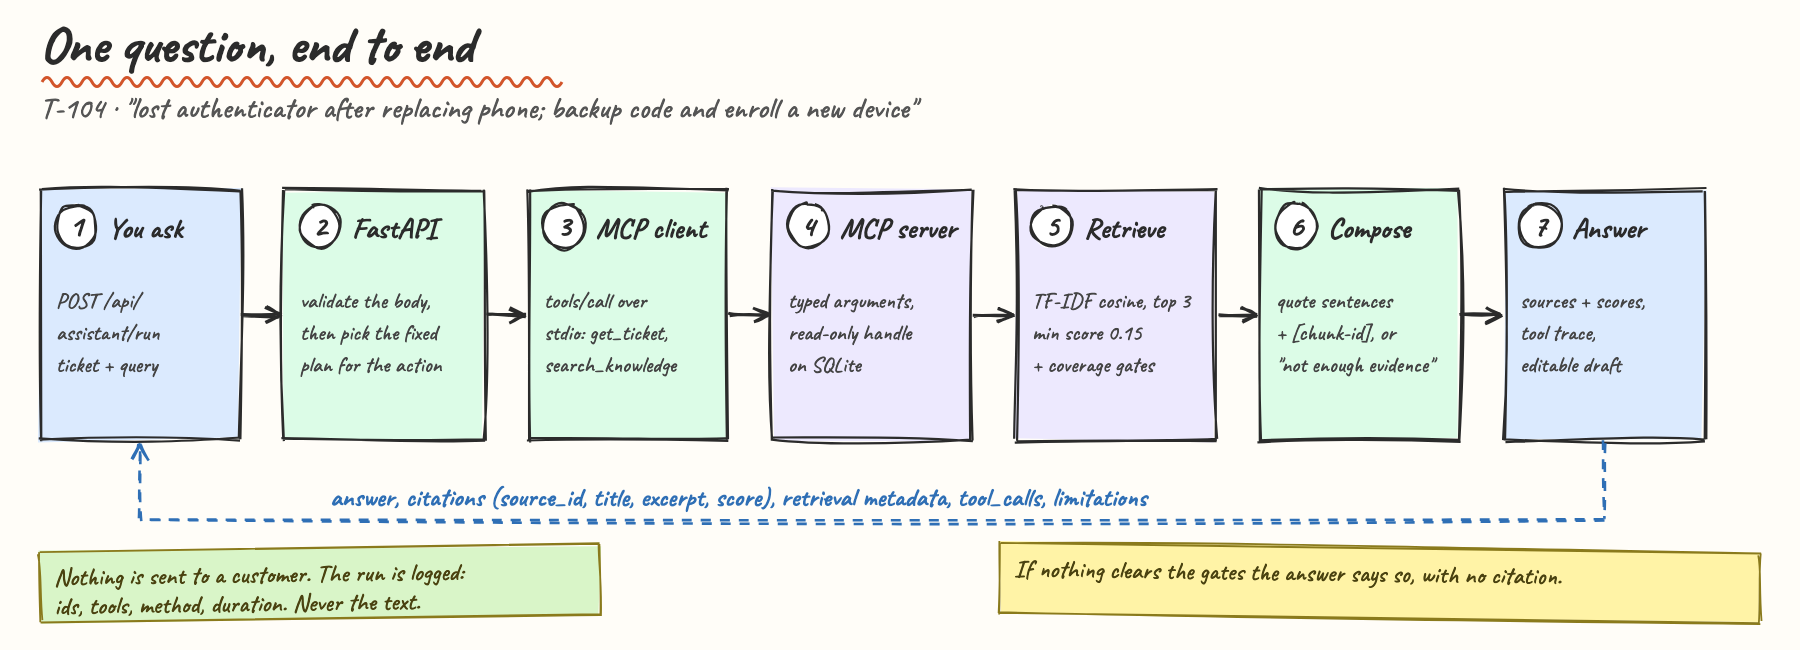 One question, end to end
T-104 · "lost authenticator after replacing phone; backup code and enroll a new device"
1 You ask
POST /api/
assistant/run
ticket + query
2 FastAPI
validate the body,
then pick the fixed
plan for the action
3 MCP client
tools/call over
stdio: get_ticket,
search_knowledge
4 MCP server
typed arguments,
read-only handle
on SQLite
5 Retrieve
TF-IDF cosine, top 3
min score 0.15
+ coverage gates
6 Compose
quote sentences
+ [chunk-id], or
"not enough evidence"
7 Answer
sources + scores,
tool trace,
editable draft
answer, citations (source_id, title, excerpt, score), retrieval metadata, tool_calls, limitations
Nothing is sent to a customer. The run is logged:
ids, tools, method, duration. Never the text.
If nothing clears the gates the answer says so, with no citation.